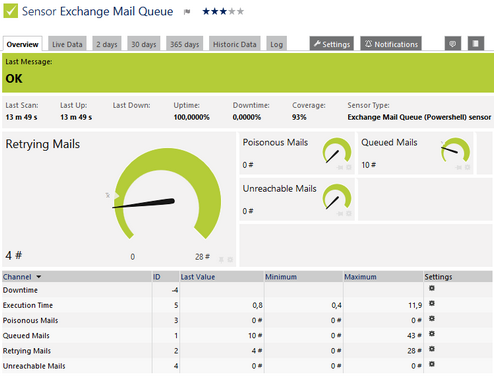 Sensor Exchange Mail Queue
Overview Live Data 2 days 30 days 365 days Historic Data Log Settings Notifications
Last Message:
OK
Last Scan: Last Up: Last Down: Uptime: Downtime: Coverage: Sensor Type:
13 m 49 s 13 m 49 s 100,0000% 0,0000% 93% Exchange Mail Queue (Powershell) sensor
Retrying Mails
4 #
0 28 #
Poisonous Mails
0 #
Queued Mails
10 #
Unreachable Mails
0 #
Channel ID Last Value Minimum Maximum Settings
Downtime -4
Execution Time 5 0,8 0,4 11,9
Poisonous Mails 3 0 # 0 # 0 #
Queued Mails 1 10 # 0 # 43 #
Retrying Mails 2 4 # 0 # 28 #
Unreachable Mails 4 0 # 0 # 0 #